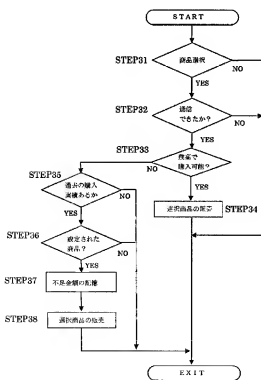 START
STEP31
商品選択
NO
YES
STEP32
通信
できたか？
NO
YES
STEP33
残高で
購入可能？
NO
YES
STEP35
過去の購入
実績あるか
NO
YES
STEP34
選択商品の販売
STEP36
設定された
商品？
NO
YES
STEP37
不足金額の記憶
STEP38
選択商品の販売
EXIT